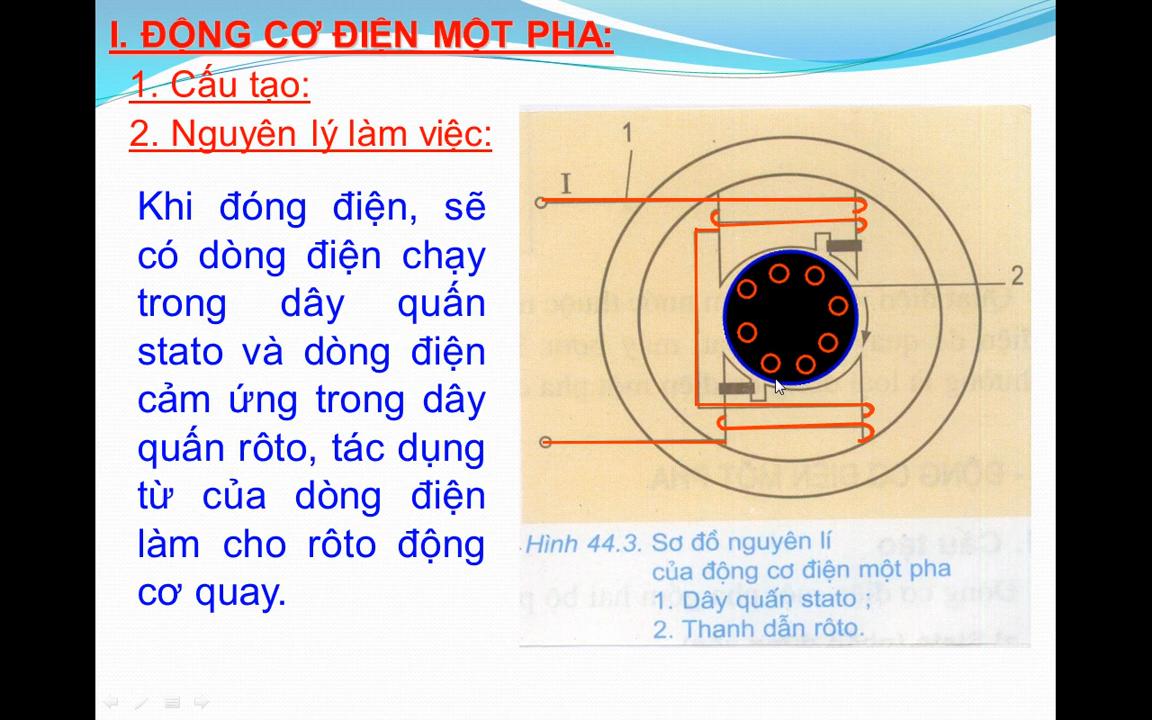 I. ĐỘNG CƠ ĐIỆN MỘT PHA:
1. Cấu tạo:
2. Nguyên lý làm việc:
Khi đóng điện, sẽ
có dòng điện chạy
trong dây quấn
stato và dòng điện
cảm ứng trong dây
quấn rôto, tác dụng
từ của dòng điện
làm cho rôto động
cơ quay.
1
I
2
Hình 44.3. Sơ đồ nguyên lí
của động cơ điện một pha
1. Dây quấn stato ;
2. Thanh dẫn rôto.